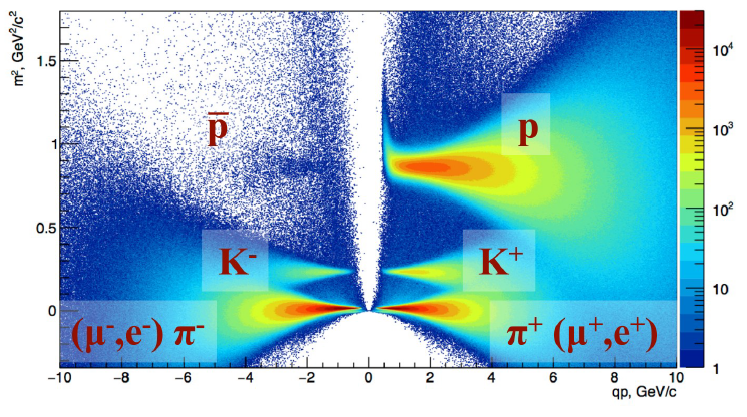 m², GeV²/c²
1.5
1
0.5
0
p̅
p
K⁻
K⁺
(μ⁻,e⁻) π⁻
π⁺ (μ⁺,e⁺)
−10 −8 −6 −4 −2 0 2 4 6 8 10
qp, GeV/c
10⁴
10³
10²
10
1